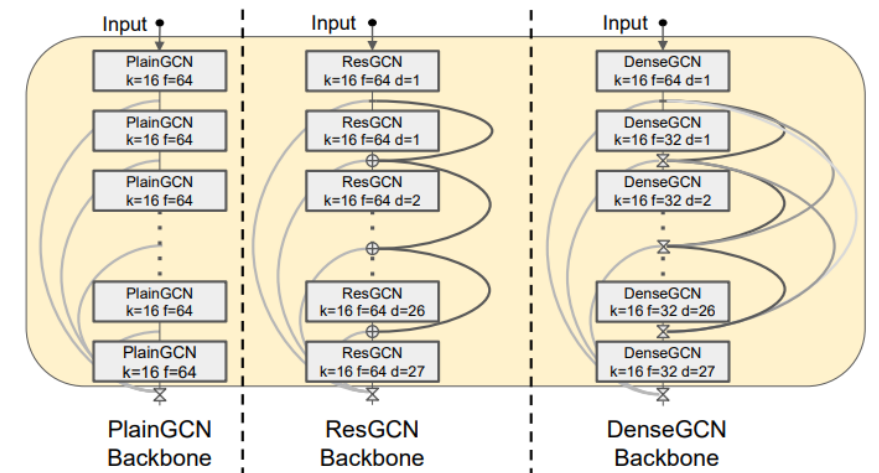 Input
PlainGCN
k=16 f=64
PlainGCN
k=16 f=64
PlainGCN
k=16 f=64
PlainGCN
k=16 f=64
PlainGCN
k=16 f=64
PlainGCN
Backbone
Input
ResGCN
k=16 f=64 d=1
ResGCN
k=16 f=64 d=1
ResGCN
k=16 f=64 d=2
ResGCN
k=16 f=64 d=26
ResGCN
k=16 f=64 d=27
ResGCN
Backbone
Input
DenseGCN
k=16 f=64 d=1
DenseGCN
k=16 f=32 d=1
DenseGCN
k=16 f=32 d=2
DenseGCN
k=16 f=32 d=26
DenseGCN
k=16 f=32 d=27
DenseGCN
Backbone